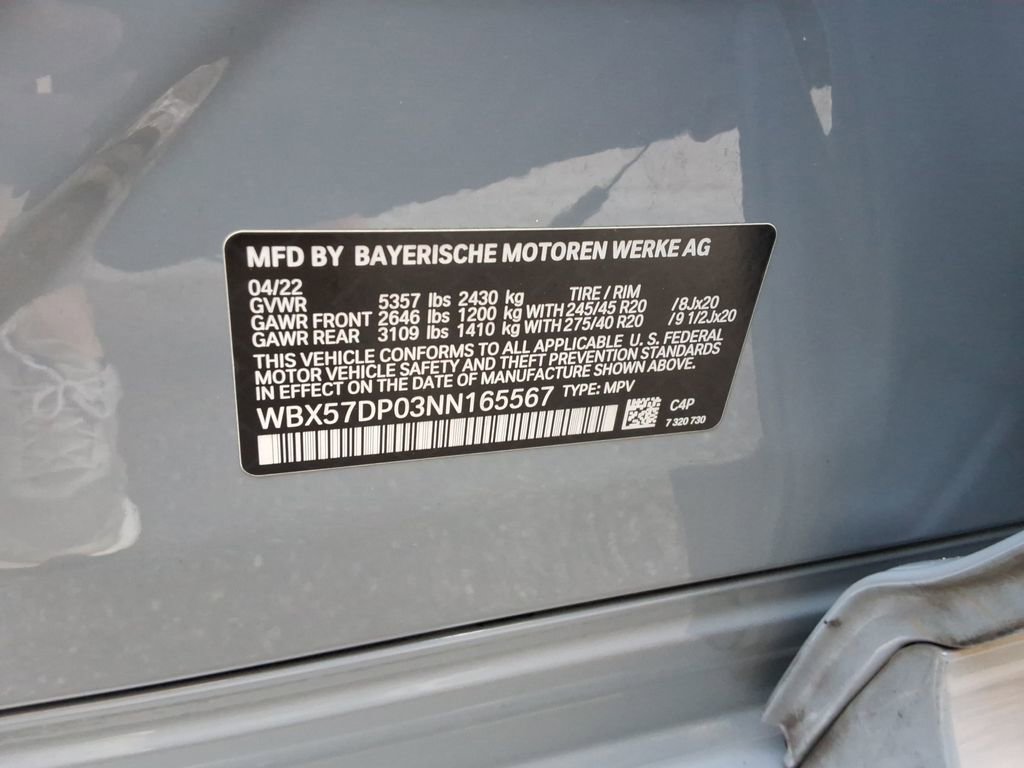 MFD BY BAYERISCHE MOTOREN WERKE AG
04/22 TIRE / RIM
GVWR 5357 lbs 2430 kg
GAWR FRONT 2646 lbs 1200 kg WITH 245/45 R20 /8Jx20
GAWR REAR 3109 lbs 1410 kg WITH 275/40 R20 /9 1/2Jx20
THIS VEHICLE CONFORMS TO ALL APPLICABLE U.S. FEDERAL
MOTOR VEHICLE SAFETY AND THEFT PREVENTION STANDARDS
IN EFFECT ON THE DATE OF MANUFACTURE SHOWN ABOVE.
WBX57DP03NN165567 TYPE: MPV
C4P
7 320 730